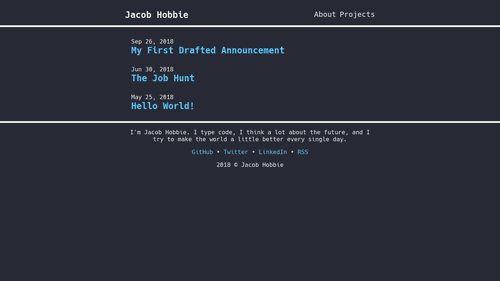 Jacob Hobbie
About Projects
Sep 26, 2018
My First Drafted Announcement
Jun 30, 2018
The Job Hunt
May 25, 2018
Hello World!
I'm Jacob Hobbie. I type code, I think a lot about the future, and I
try to make the world a little better every single day.
GitHub • Twitter • LinkedIn • RSS
2018 © Jacob Hobbie